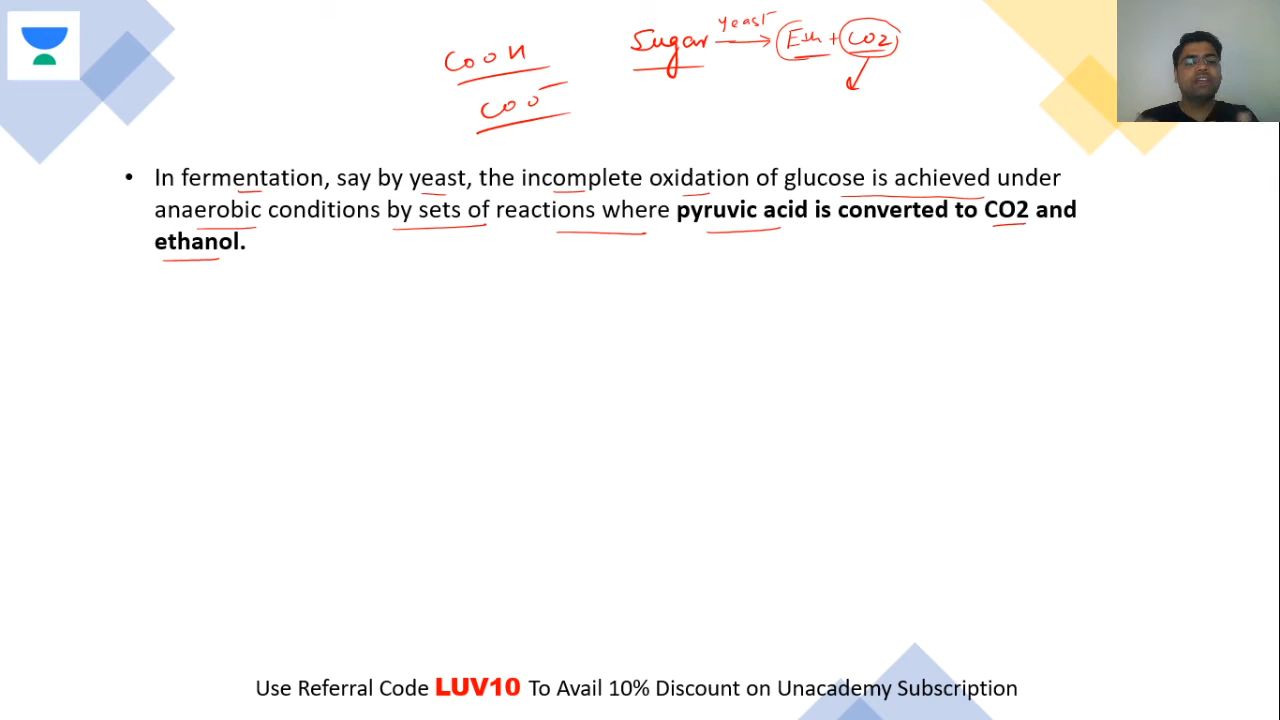 COOH
COO⁻
Sugar yeast → Eth + CO2
• In fermentation, say by yeast, the incomplete oxidation of glucose is achieved under
anaerobic conditions by sets of reactions where pyruvic acid is converted to CO2 and
ethanol.
Use Referral Code LUV10 To Avail 10% Discount on Unacademy Subscription